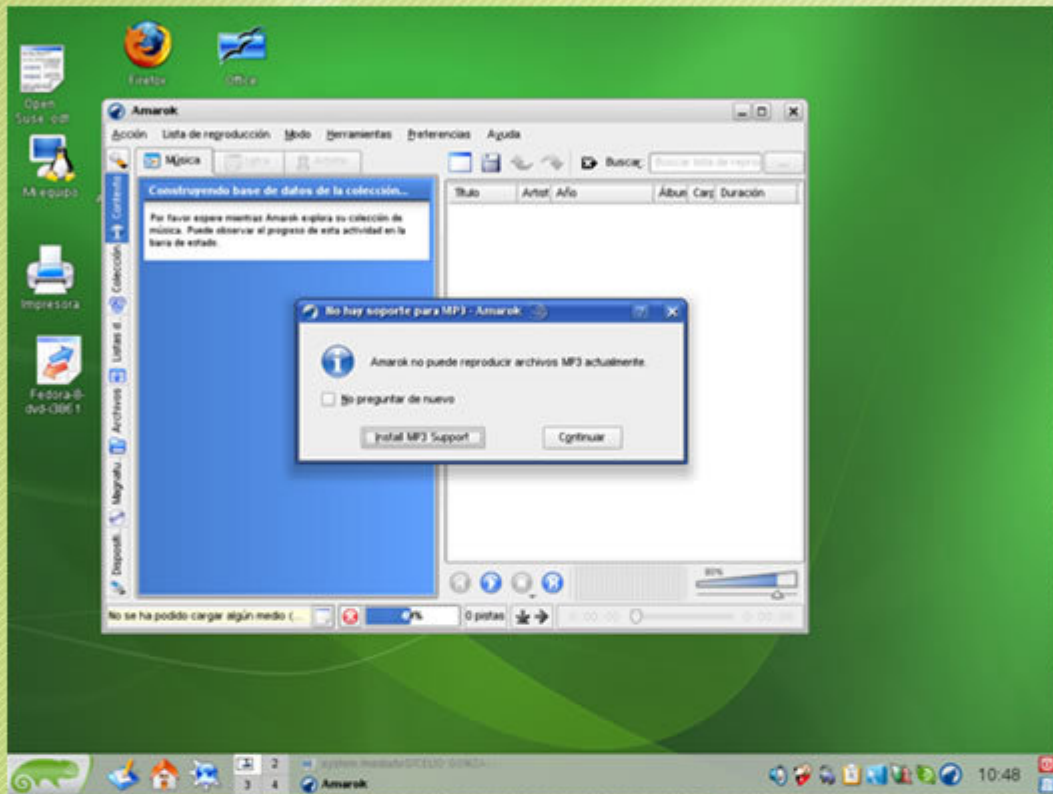 Firefox
Office
Open
Suse odt
Mi equipo
Impresora
Fedora-8-
dvd-i386 1
Amarok
Acción Lista de reproducción Modo Herramientas Preferencias Ayuda
Música
Buscar:
Contexto
Colección
Listas d.
Archivos
Magnatu.
Dispositi.
Construyendo base de datos de la colección...
Por favor espere mientras Amarok explora su colección de
música. Puede observar el progreso de esta actividad en la
barra de estado.
Título Artist Año Álbun Carg Duración
No hay soporte para MP3 - Amarok
Amarok no puede reproducir archivos MP3 actualmente.
No preguntar de nuevo
Install MP3 Support Continuar
80%
No se ha podido cargar algún medio (...
0 pistas
2
3 4
Amarok
10:48